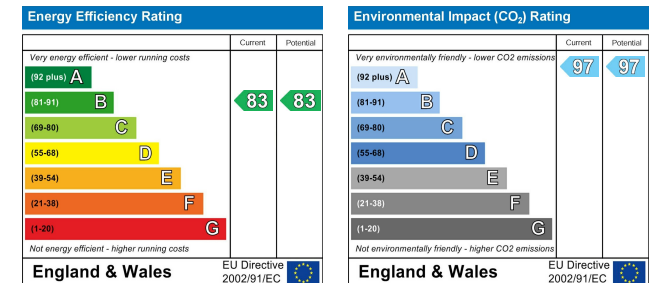 Energy Efficiency Rating
Current Potential
Very energy efficient - lower running costs
(92 plus) A
(81-91) B
83 83
(69-80) C
(55-68) D
(39-54) E
(21-38) F
(1-20) G
Not energy efficient - higher running costs
England & Wales
EU Directive
2002/91/EC
Environmental Impact (CO₂) Rating
Current Potential
Very environmentally friendly - lower CO2 emissions
97 97
(92 plus) A
(81-91) B
(69-80) C
(55-68) D
(39-54) E
(21-38) F
(1-20) G
Not environmentally friendly - higher CO2 emissions
England & Wales
EU Directive
2002/91/EC